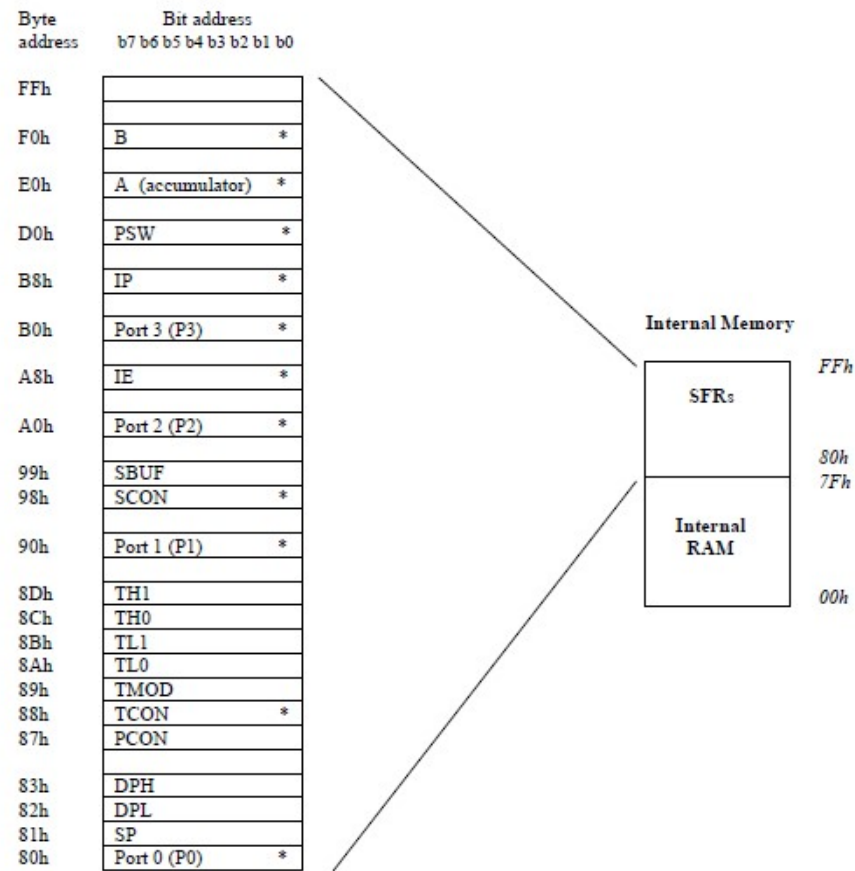 Byte Bit address
address b7 b6 b5 b4 b3 b2 b1 b0
FFh
F0h B *
E0h A (accumulator) *
D0h PSW *
B8h IP *
B0h Port 3 (P3) *
A8h IE *
A0h Port 2 (P2) *
99h SBUF
98h SCON *
90h Port 1 (P1) *
8Dh TH1
8Ch TH0
8Bh TL1
8Ah TL0
89h TMOD
88h TCON *
87h PCON
83h DPH
82h DPL
81h SP
80h Port 0 (P0) *
Internal Memory
FFh
SFRs
80h
7Fh
Internal
RAM
00h